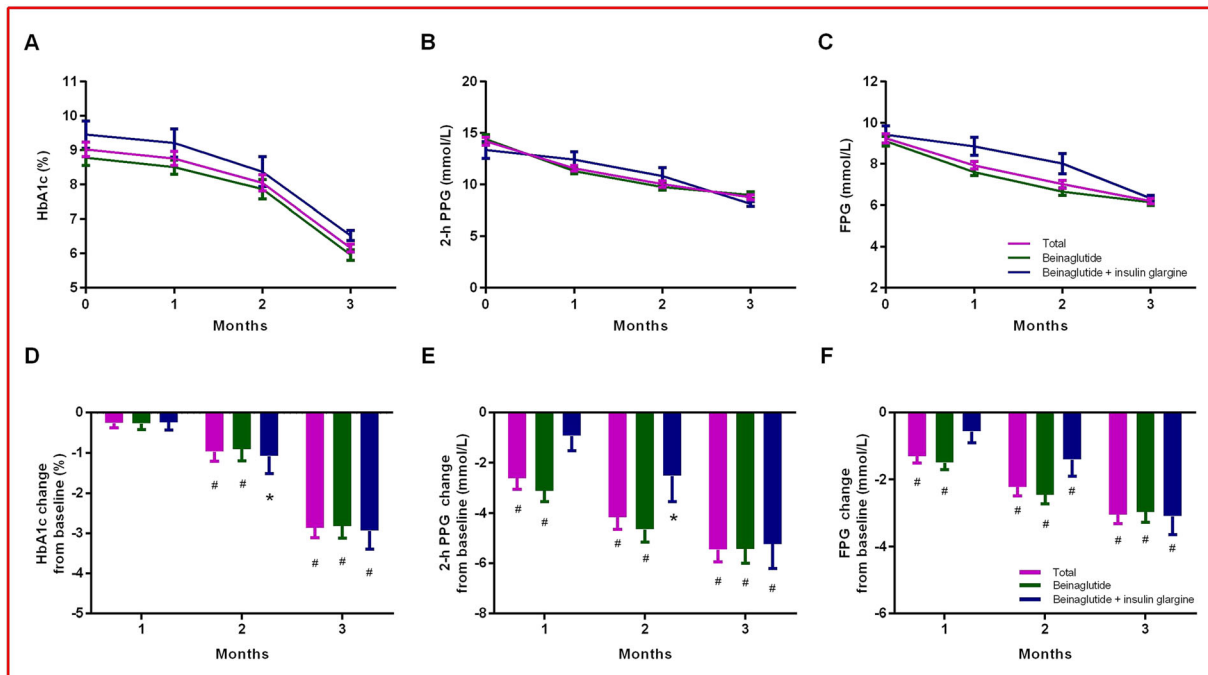 A
B
C
11
10
9
8
7
6
5
HbA1c (%)
0
1
2
3
Months
20
15
10
5
0
2-h PPG (mmol/L)
0
1
2
3
Months
12
10
8
6
4
2
FPG (mmol/L)
Total
Beinaglutide
Beinaglutide + insulin glargine
0
1
2
3
Months
D
E
F
0
-1
-2
-3
-4
-5
HbA1c change
from baseline (%)
# # *
# # #
1
2
3
Months
0
-2
-4
-6
-8
2-h PPG change
from baseline (mmol/L)
# #
# # *
# # #
1
2
3
Months
0
-2
-4
-6
FPG change
from baseline (mmol/L)
# #
# # #
# # #
Total
Beinaglutide
Beinaglutide + insulin glargine
1
2
3
Months